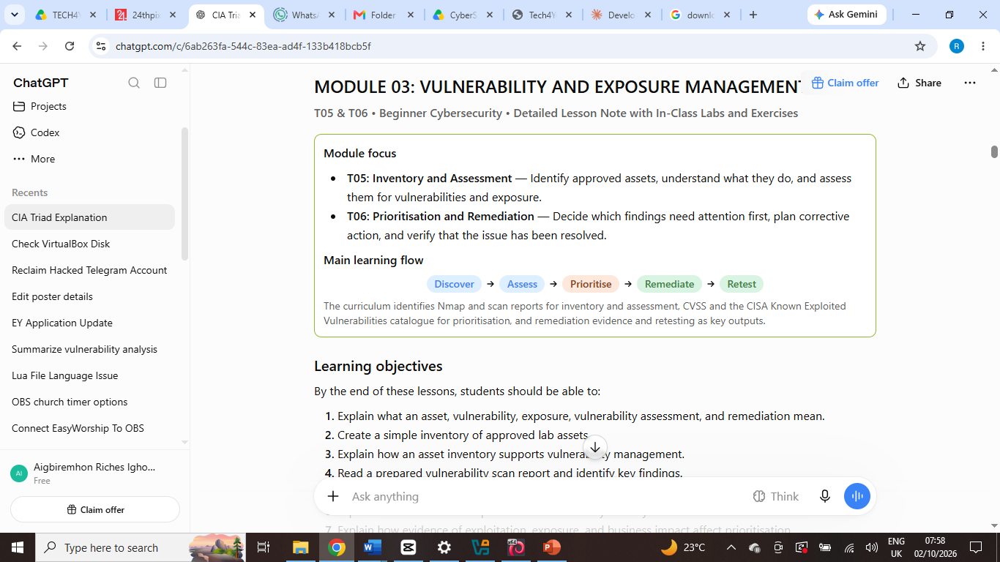 TECH4Y
24thpix
CIA Tria
WhatsA
Folder
CyberS
Tech4Y
Develo
downlo
Ask Gemini
chatgpt.com/c/6ab263fa-544c-83ea-ad4f-133b418bcb5f
R
ChatGPT
Projects
Codex
More
Recents
CIA Triad Explanation
Check VirtualBox Disk
Reclaim Hacked Telegram Account
Edit poster details
EY Application Update
Summarize vulnerability analysis
Lua File Language Issue
OBS church timer options
Connect EasyWorship To OBS
AI
Aigbiremhon Riches Igho...
Free
Claim offer
MODULE 03: VULNERABILITY AND EXPOSURE MANAGEMENT
Claim offer
Share
T05 & T06 • Beginner Cybersecurity • Detailed Lesson Note with In-Class Labs and Exercises
Module focus
• T05: Inventory and Assessment — Identify approved assets, understand what they do, and assess
them for vulnerabilities and exposure.
• T06: Prioritisation and Remediation — Decide which findings need attention first, plan corrective
action, and verify that the issue has been resolved.
Main learning flow
Discover → Assess → Prioritise → Remediate → Retest
The curriculum identifies Nmap and scan reports for inventory and assessment, CVSS and the CISA Known Exploited
Vulnerabilities catalogue for prioritisation, and remediation evidence and retesting as key outputs.
Learning objectives
By the end of these lessons, students should be able to:
1. Explain what an asset, vulnerability, exposure, vulnerability assessment, and remediation mean.
2. Create a simple inventory of approved lab assets
3. Explain how an asset inventory supports vulnerability management.
4. Read a prepared vulnerability scan report and identify key findings.
Ask anything
Think
7. Explain how evidence of exploitation, exposure, and business impact affect prioritisation
Type here to search
23°C
ENG
UK
07:58
02/10/2026